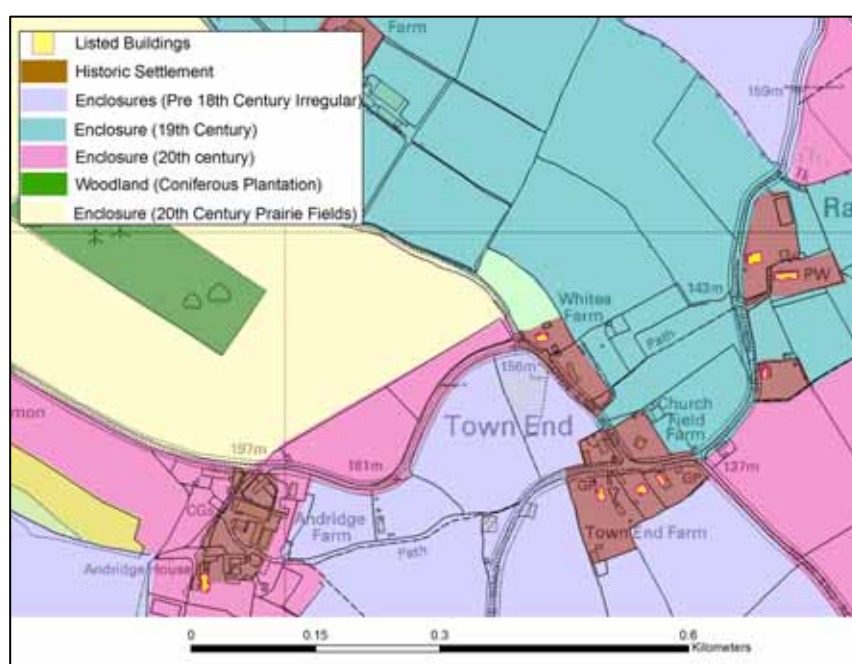 Listed Buildings
Historic Settlement
Enclosures (Pre 18th Century Irregular)
Enclosure (19th Century)
Enclosure (20th century)
Woodland (Coniferous Plantation)
Enclosure (20th Century Prairie Fields)
Farm
159m
Ra
PW
143m
Whitea
Farm
Path
156m
Town End
Church
Field
Farm
mon
197m
181m
137m
CGs
GP
GP
Andridge
Farm
Town End Farm
Path
Andridge House
0
0.15
0.3
0.6
Kilometers